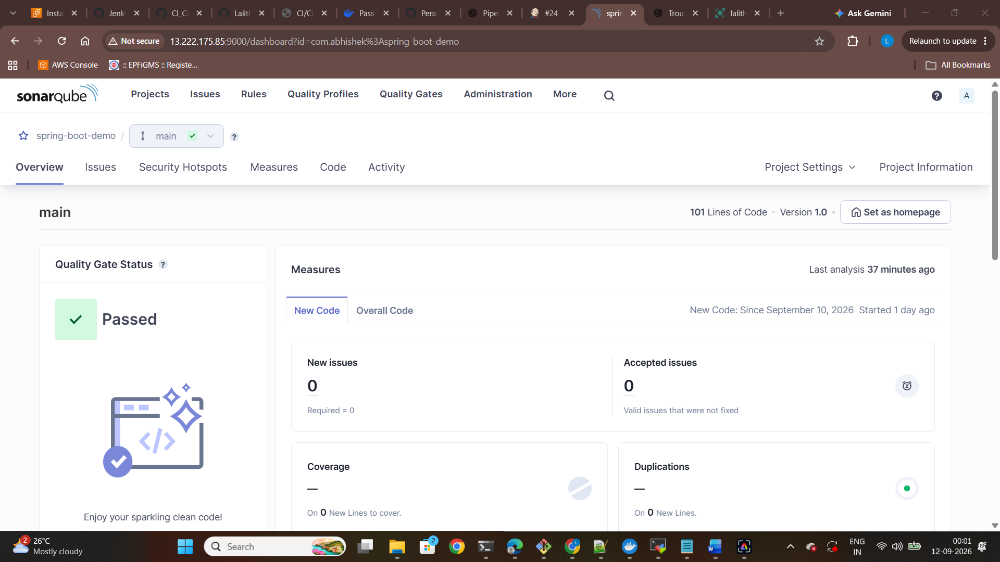 Insta
Jenk
CI_C
Lalith
CI/C
Pass
Perso
Pipe
#24
sprin
Trou
lalith
Ask Gemini
Not secure
13.222.175.85:9000/dashboard?id=com.abhishek%3Aspring-boot-demo
L
Relaunch to update
AWS Console
:: EPFiGMS :: Registe...
All Bookmarks
sonarqube
Projects
Issues
Rules
Quality Profiles
Quality Gates
Administration
More
?
A
spring-boot-demo / main
?
Overview
Issues
Security Hotspots
Measures
Code
Activity
Project Settings
Project Information
main
101 Lines of Code • Version 1.0 •
Set as homepage
Quality Gate Status ?
Passed
Enjoy your sparkling clean code!
Measures
Last analysis 37 minutes ago
New Code
Overall Code
New Code: Since September 10, 2026 Started 1 day ago
New issues
0
Required = 0
Accepted issues
0
Valid issues that were not fixed
Coverage
—
On 0 New Lines to cover.
Duplications
—
On 0 New Lines.
2
26°C
Mostly cloudy
Search
2
ENG
IN
00:01
12-09-2026